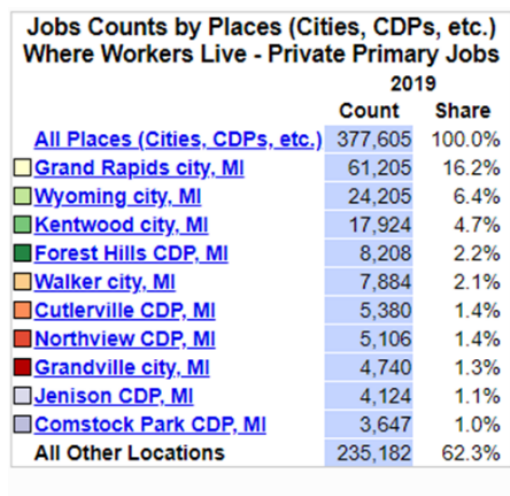 Jobs Counts by Places (Cities, CDPs, etc.)
Where Workers Live - Private Primary Jobs
2019
Count Share
All Places (Cities, CDPs, etc.) 377,605 100.0%
Grand Rapids city, MI 61,205 16.2%
Wyoming city, MI 24,205 6.4%
Kentwood city, MI 17,924 4.7%
Forest Hills CDP, MI 8,208 2.2%
Walker city, MI 7,884 2.1%
Cutlerville CDP, MI 5,380 1.4%
Northview CDP, MI 5,106 1.4%
Grandville city, MI 4,740 1.3%
Jenison CDP, MI 4,124 1.1%
Comstock Park CDP, MI 3,647 1.0%
All Other Locations 235,182 62.3%